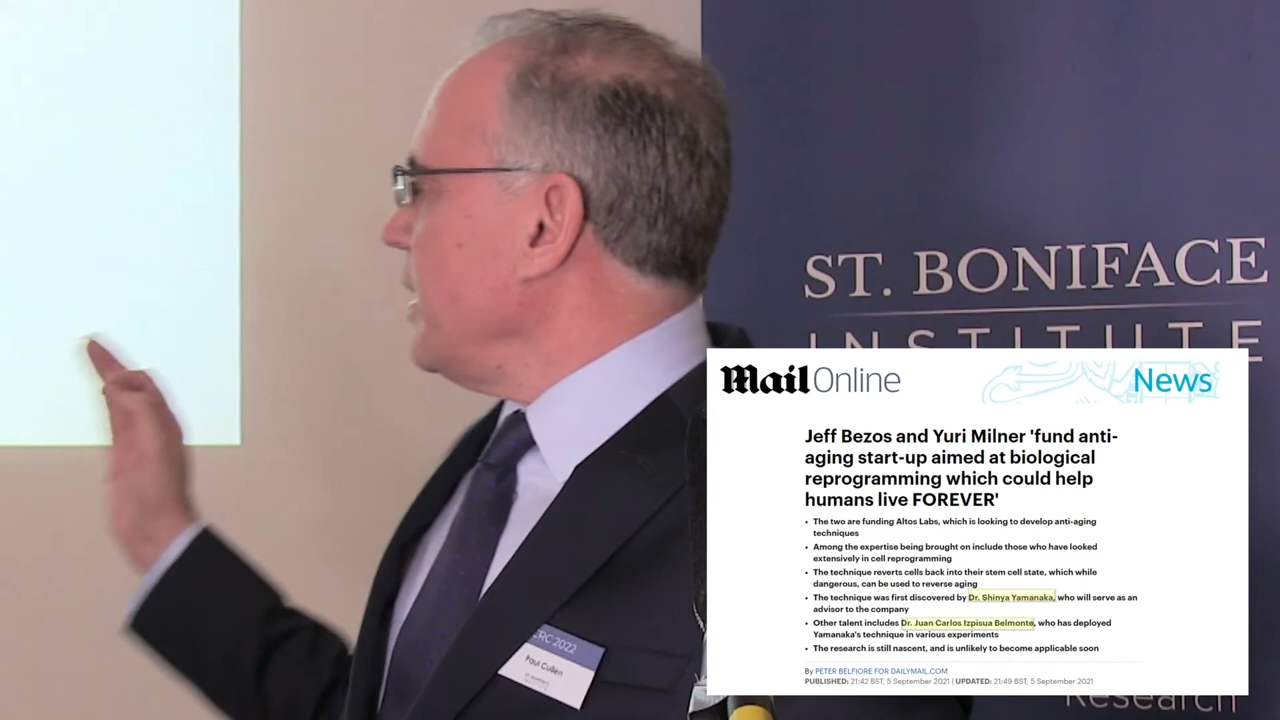 ST. BONIFACE
INSTITUTE
Mail Online
News
Jeff Bezos and Yuri Milner 'fund anti-
aging start-up aimed at biological
reprogramming which could help
humans live FOREVER'
• The two are funding Altos Labs, which is looking to develop anti-aging
techniques
• Among the expertise being brought on include those who have looked
extensively in cell reprogramming
• The technique reverts cells back into their stem cell state, which while
dangerous, can be used to reverse aging
• The technique was first discovered by Dr. Shinya Yamanaka, who will serve as an
advisor to the company
• Other talent includes Dr. Juan Carlos Izpisua Belmonte, who has deployed
Yamanaka's technique in various experiments
• The research is still nascent, and is unlikely to become applicable soon
By PETER BELFIORE FOR DAILYMAIL.COM
PUBLISHED: 21:42 BST, 5 September 2021 | UPDATED: 21:49 BST, 5 September 2021
ERC 2022
Paul Cullen
Research